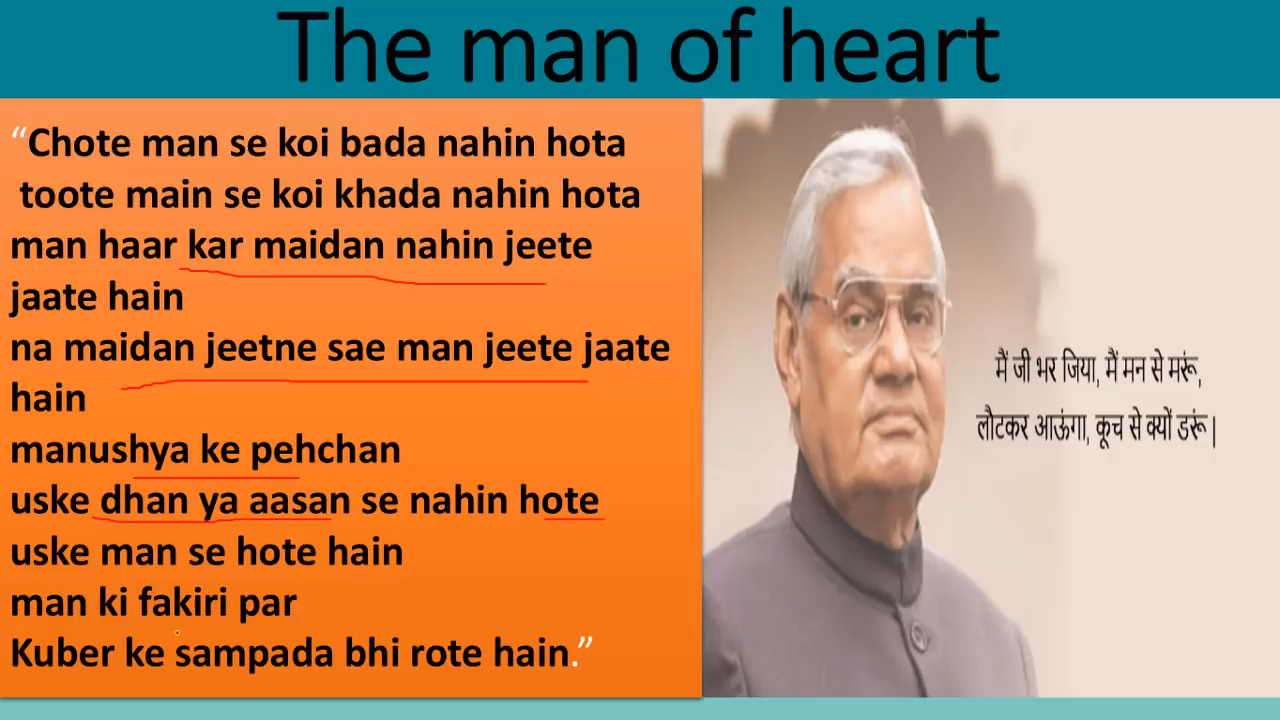 The man of heart
“Chote man se koi bada nahin hota
toote main se koi khada nahin hota
man haar kar maidan nahin jeete
jaate hain
na maidan jeetne sae man jeete jaate
hain
manushya ke pehchan
uske dhan ya aasan se nahin hote
uske man se hote hain
man ki fakiri par
Kuber ke sampada bhi rote hain.”
मैं जी भर जिया, मैं मन से मरूं,
लौटकर आऊंगा, कूच से क्यों डरूं|